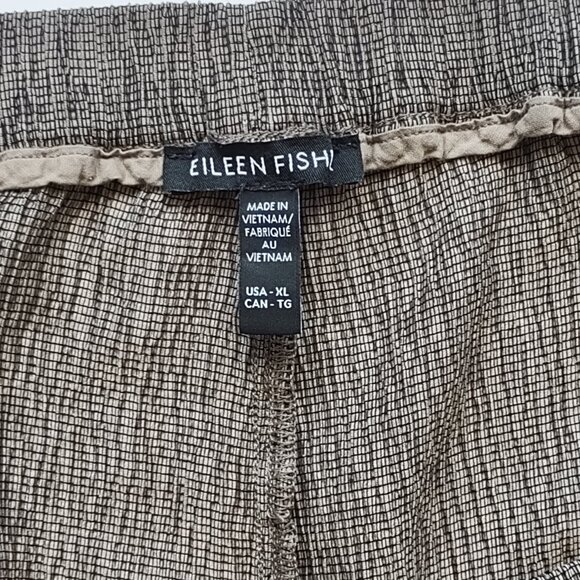 EILEEN FISH
MADE IN
VIETNAM/
FABRIQUÉ
AU
VIETNAM
USA - XL
CAN - TG